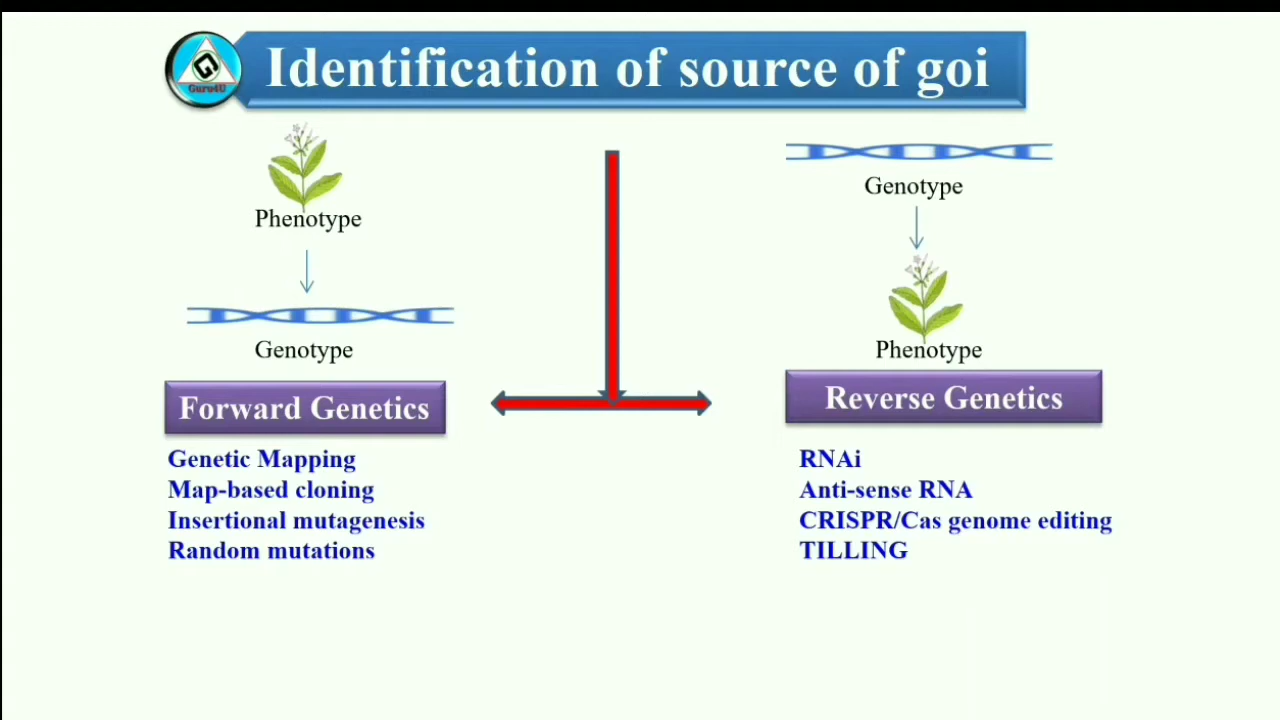 Identification of source of goi
Guru4U
Phenotype
Genotype
Forward Genetics
Genetic Mapping
Map-based cloning
Insertional mutagenesis
Random mutations
Genotype
Phenotype
Reverse Genetics
RNAi
Anti-sense RNA
CRISPR/Cas genome editing
TILLING